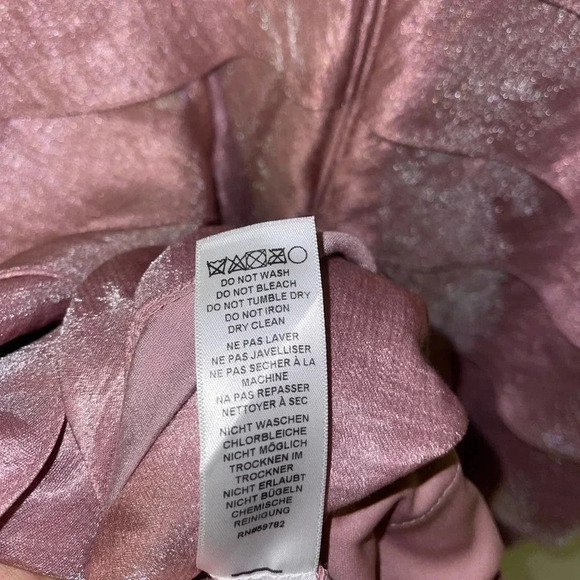 DO NOT WASH
DO NOT BLEACH
DO NOT TUMBLE DRY
DO NOT IRON
DRY CLEAN
NE PAS LAVER
NE PAS JAVELLISER
NE PAS SECHER À LA
MACHINE
NA PAS REPASSER
NETTOYER À SEC
NICHT WASCHEN
CHLORBLEICHE
NICHT MÖGLICH
TROCKNEN IM
TROCKNER
NICHT ERLAUBT
NICHT BÜGELN
CHEMISCHE
REINIGUNG
RN#59782